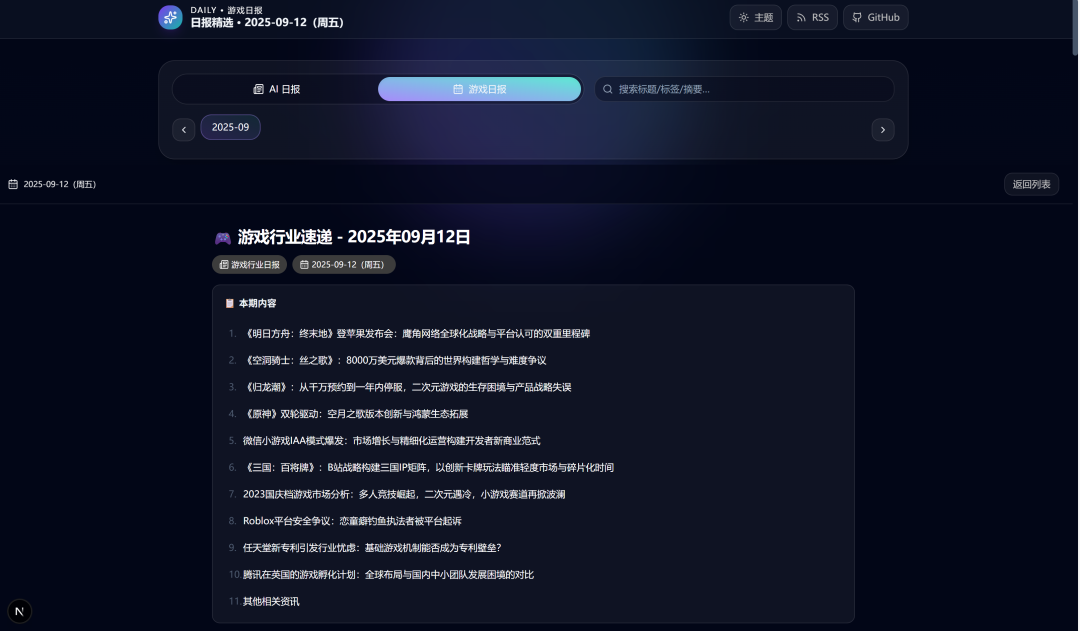 DAILY • 游戏日报
日报精选 • 2025-09-12（周五）
主题
RSS
GitHub
AI 日报
游戏日报
搜索标题/标签/摘要...
2025-09
2025-09-12（周五）
返回列表
游戏行业速递 - 2025年09月12日
游戏行业日报
2025-09-12（周五）
本期内容
1. 《明日方舟：终末地》登苹果发布会：鹰角网络全球化战略与平台认可的双重里程碑
2. 《空洞骑士：丝之歌》：8000万美元爆款背后的世界构建哲学与难度争议
3. 《归龙潮》：从千万预约到一年内停服，二次元游戏的生存困境与产品战略失误
4. 《原神》双轮驱动：空月之歌版本创新与鸿蒙生态拓展
5. 微信小游戏IAA模式爆发：市场增长与精细化运营构建开发者新商业范式
6. 《三国：百将牌》：B站战略构建三国IP矩阵，以创新卡牌玩法瞄准轻度市场与碎片化时间
7. 2023国庆档游戏市场分析：多人竞技崛起，二次元遇冷，小游戏赛道再掀波澜
8. Roblox平台安全争议：恋童癖钓鱼执法者被平台起诉
9. 任天堂新专利引发行业忧虑：基础游戏机制能否成为专利壁垒？
10. 腾讯在英国的游戏孵化计划：全球布局与国内中小团队发展困境的对比
11. 其他相关资讯
N